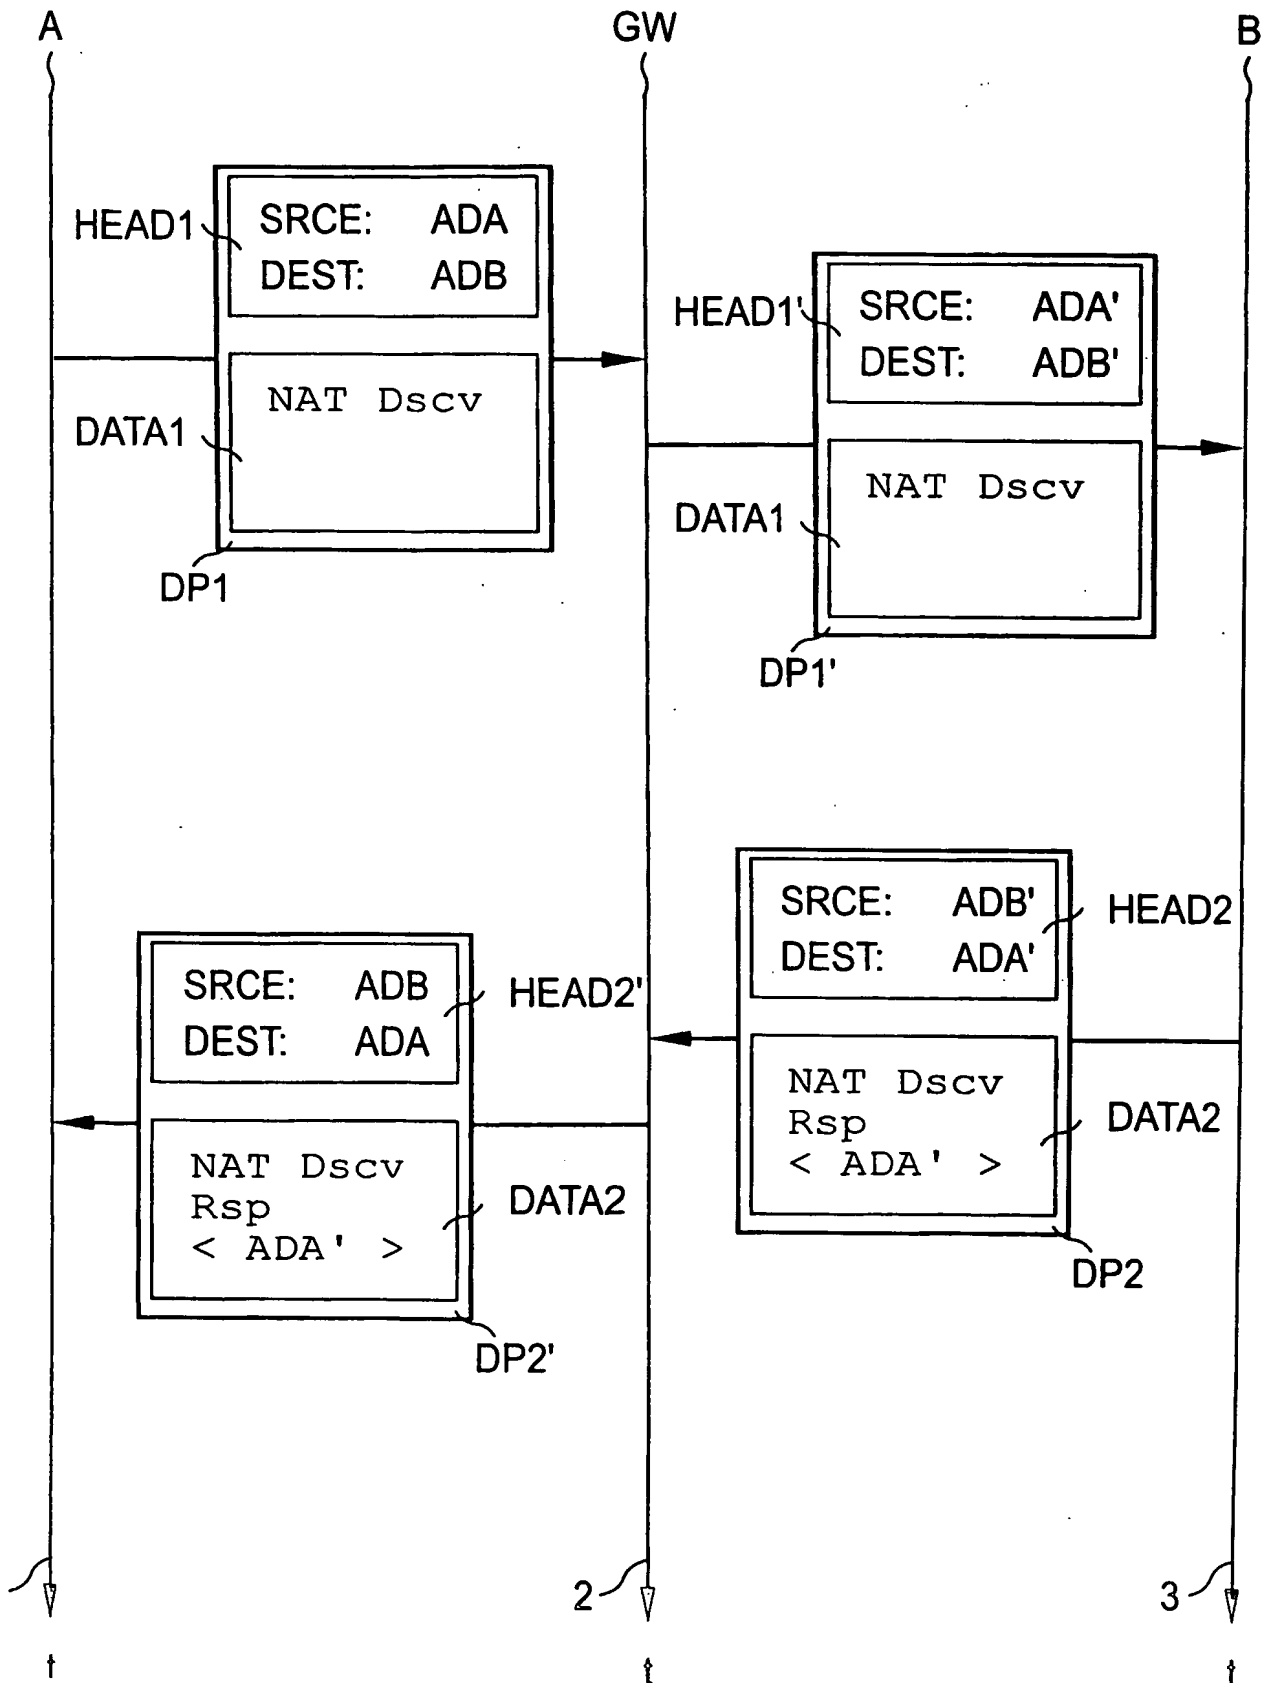 A
GW
B
HEAD1
SRCE: ADA
DEST: ADB
HEAD1'
SRCE: ADA'
DEST: ADB'
DATA1
NAT Dscv
DATA1
NAT Dscv
DP1
DP1'
SRCE: ADB'
DEST: ADA'
HEAD2
SRCE: ADB
DEST: ADA
HEAD2'
NAT Dscv
Rsp
< ADA' >
DATA2
NAT Dscv
Rsp
< ADA' >
DATA2
DP2
DP2'
2
3
t
t
t